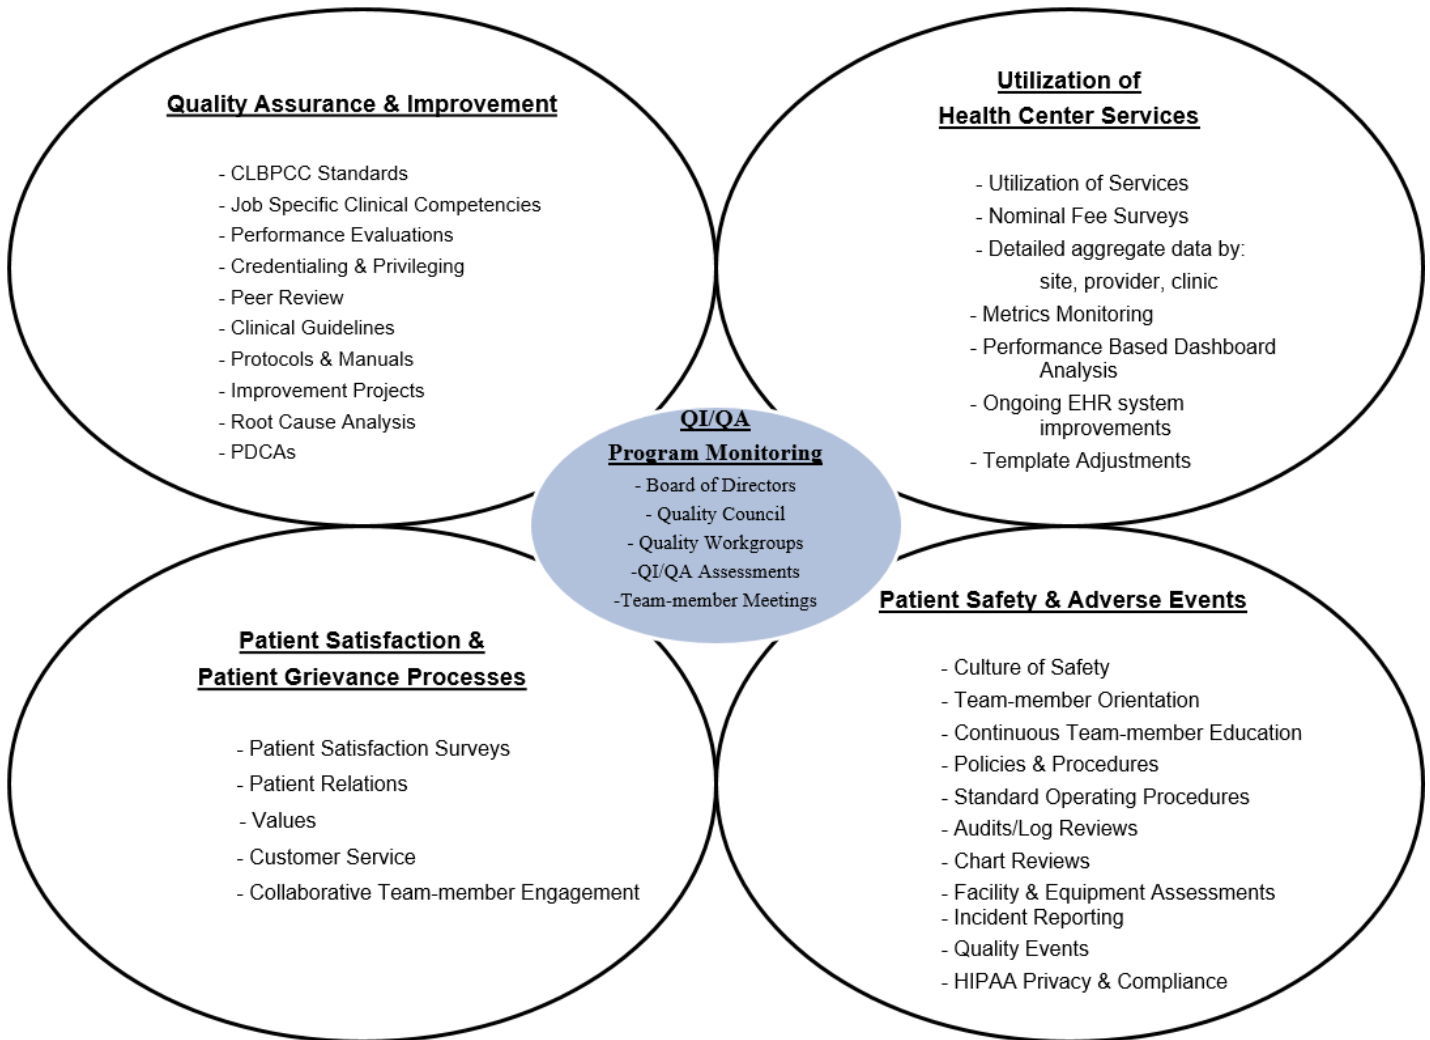 Quality Assurance & Improvement
- CLBPCC Standards
- Job Specific Clinical Competencies
- Performance Evaluations
- Credentialing & Privileging
- Peer Review
- Clinical Guidelines
- Protocols & Manuals
- Improvement Projects
- Root Cause Analysis
- PDCAs
Utilization of
Health Center Services
- Utilization of Services
- Nominal Fee Surveys
- Detailed aggregate data by:
site, provider, clinic
- Metrics Monitoring
- Performance Based Dashboard
Analysis
- Ongoing EHR system
improvements
- Template Adjustments
QI/QA
Program Monitoring
- Board of Directors
- Quality Council
- Quality Workgroups
-QI/QA Assessments
-Team-member Meetings
Patient Satisfaction &
Patient Grievance Processes
- Patient Satisfaction Surveys
- Patient Relations
- Values
- Customer Service
- Collaborative Team-member Engagement
Patient Safety & Adverse Events
- Culture of Safety
- Team-member Orientation
- Continuous Team-member Education
- Policies & Procedures
- Standard Operating Procedures
- Audits/Log Reviews
- Chart Reviews
- Facility & Equipment Assessments
- Incident Reporting
- Quality Events
- HIPAA Privacy & Compliance